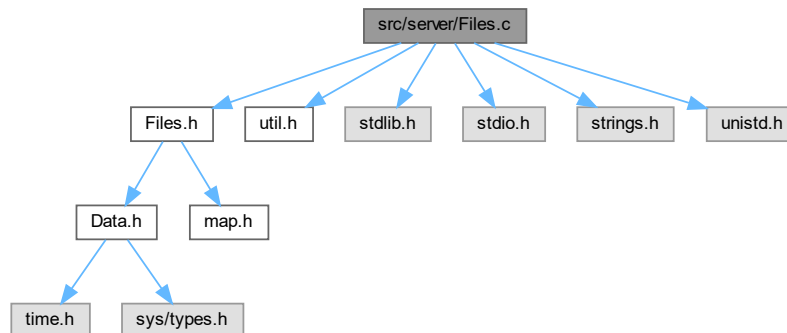 src/server/Files.c
Files.h
util.h
stdlib.h
stdio.h
strings.h
unistd.h
Data.h
map.h
time.h
sys/types.h